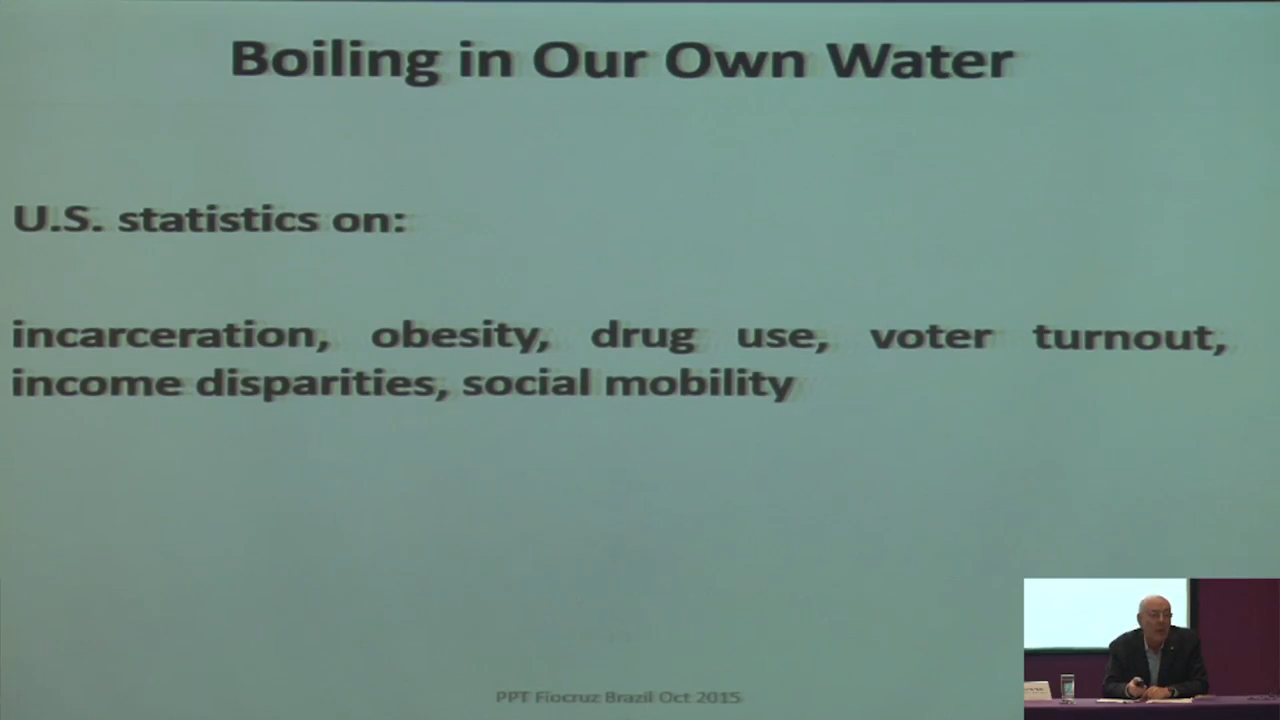 Boiling in Our Own Water
U.S. statistics on:
incarceration, obesity, drug use, voter turnout,
income disparities, social mobility
PPT Fiocruz Brazil Oct 2015